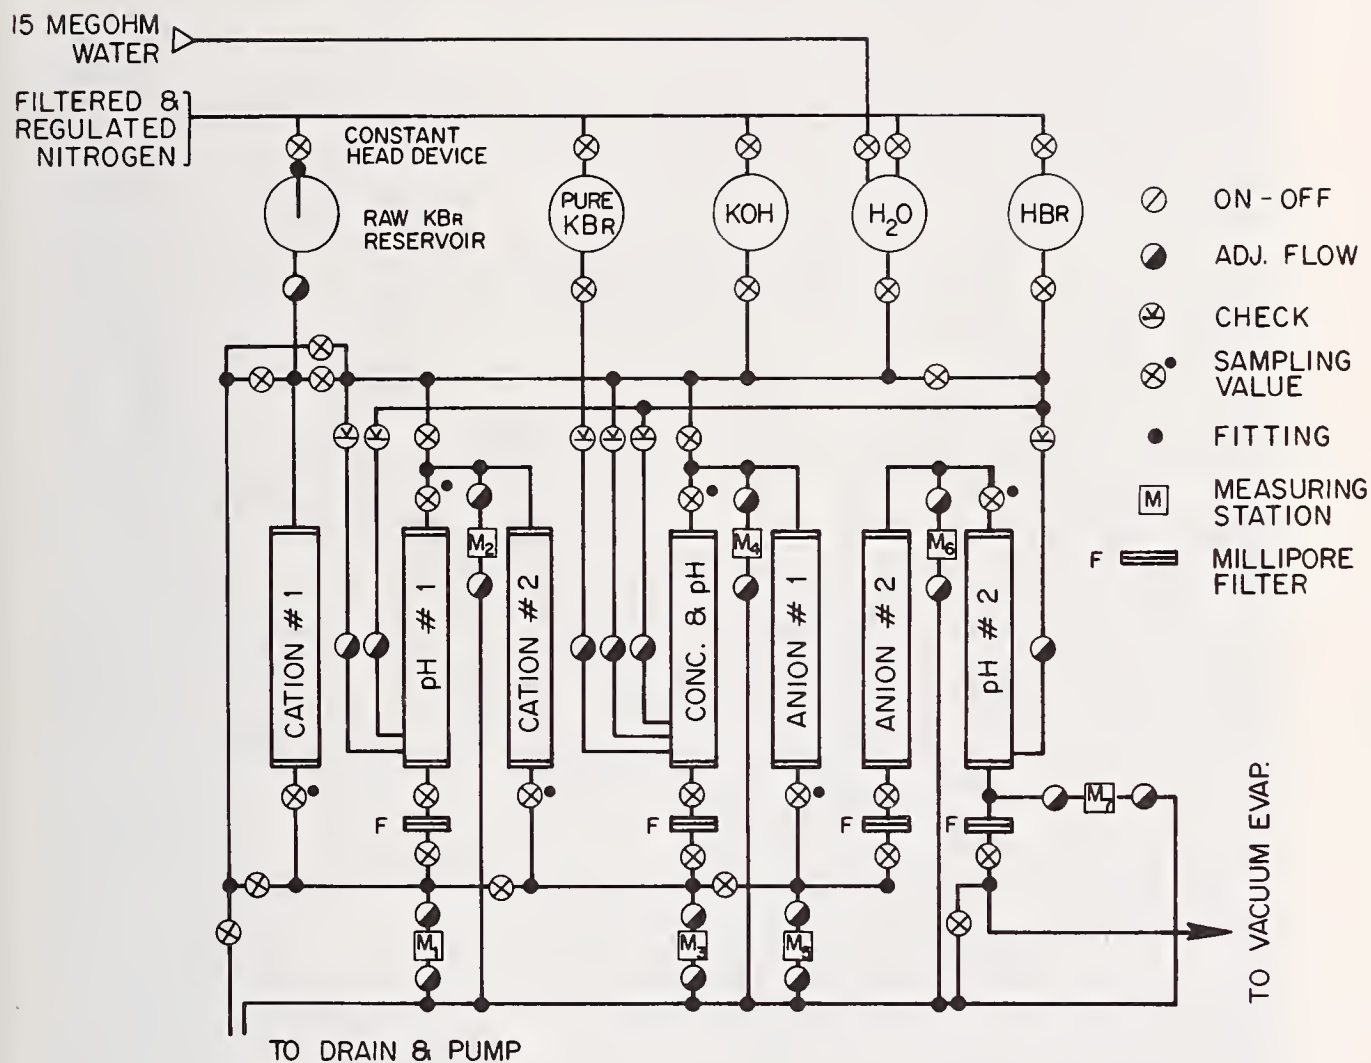 15 MEGOHM
WATER
FILTERED &
REGULATED
NITROGEN
CONSTANT
HEAD DEVICE
RAW KBR
RESERVOIR
PURE
KBR
KOH
H₂O
HBR
ON-OFF
ADJ. FLOW
CHECK
SAMPLING
VALUE
FITTING
M
MEASURING
STATION
F
MILLIPORE
FILTER
CATION # 1
pH # 1
M₂
CATION # 2
CONC. & pH
M₄
ANION # 1
ANION # 2
M₆
pH # 2
M₇
F
F
F
F
M₁
M₃
M₅
TO VACUUM EVAP.
TO DRAIN & PUMP